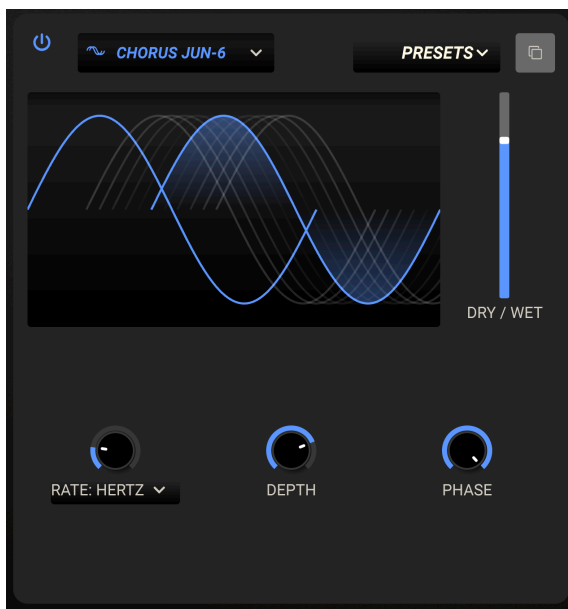 CHORUS JUN-6
PRESETS
DRY / WET
RATE: HERTZ
DEPTH
PHASE